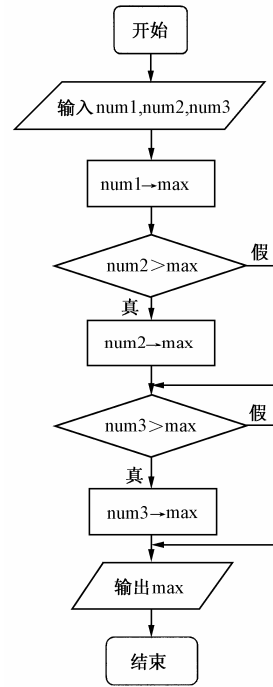 开始
输入num1,num2,num3
num1→max
num2>max
假
真
num2→max
num3>max
假
真
num3→max
输出max
结束